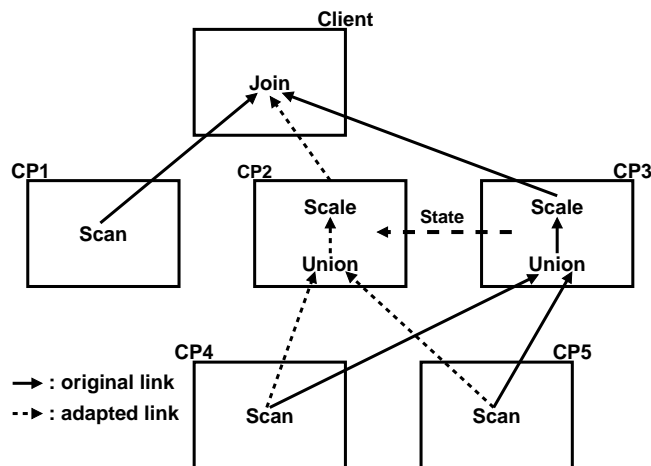 Client
Join
CP1
CP2
CP3
Scan
Scale
State
Scale
Union
Union
CP4
CP5
: original link
: adapted link
Scan
Scan